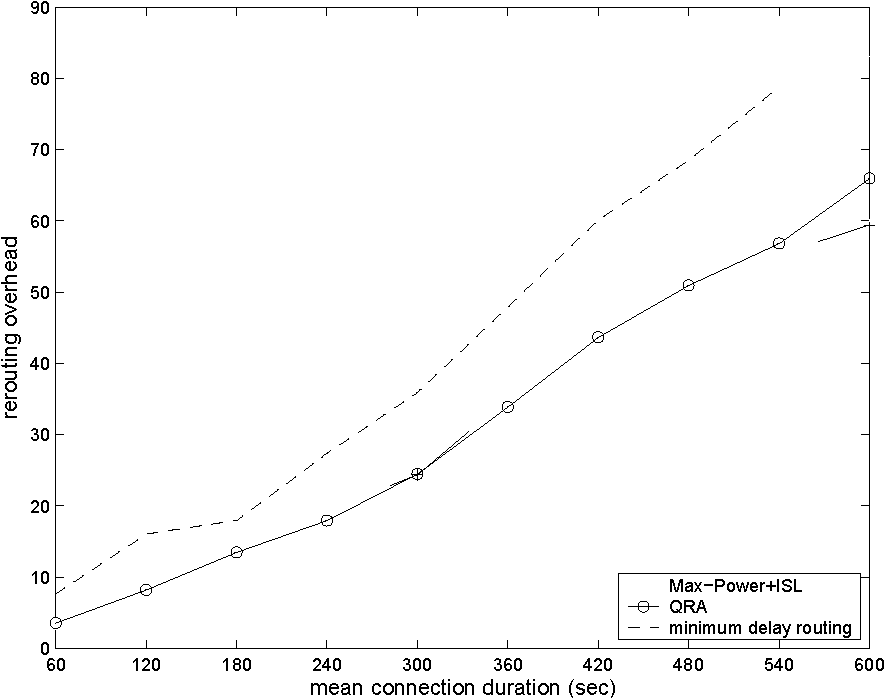 90
80
70
60
50
40
30
20
10
0
rerouting overhead
60 120 180 240 300 360 420 480 540 600
mean connection duration (sec)
Max-Power+ISL
QRA
minimum delay routing